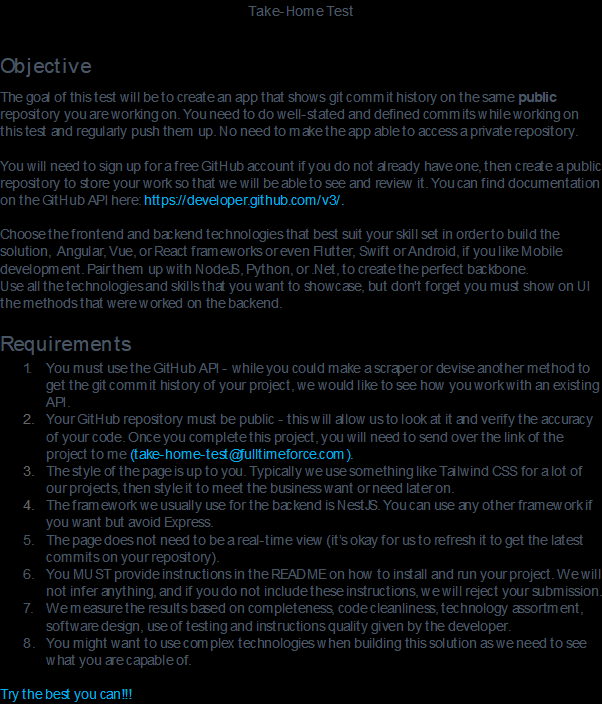 Take-Home Test
Objective
The goal of this test will be to create an app that shows git commit history on the same public
repository you are working on. You need to do well-stated and defined commits while working on
this test and regularly push them up. No need to make the app able to access a private repository.
You will need to sign up for a free GitHub account if you do not already have one, then create a public
repository to store your work so that we will be able to see and review it. You can find documentation
on the GitHub API here: https://developer.github.com/v3/.
Choose the frontend and backend technologies that best suit your skill set in order to build the
solution, Angular, Vue, or React frameworks or even Flutter, Swift or Android, if you like Mobile
development. Pair them up with NodeJS, Python, or .Net, to create the perfect backbone.
Use all the technologies and skills that you want to showcase, but don't forget you must show on UI
the methods that were worked on the backend.
Requirements
1. You must use the GitHub API - while you could make a scraper or devise another method to
get the git commit history of your project, we would like to see how you work with an existing
API.
2. Your GitHub repository must be public - this will allow us to look at it and verify the accuracy
of your code. Once you complete this project, you will need to send over the link of the
project to me (take-home-test@fulltimeforce.com).
3. The style of the page is up to you. Typically we use something like Tailwind CSS for a lot of
our projects, then style it to meet the business want or need later on.
4. The framework we usually use for the backend is NestJS. You can use any other framework if
you want but avoid Express.
5. The page does not need to be a real-time view (it's okay for us to refresh it to get the latest
commits on your repository).
6. You MUST provide instructions in the README on how to install and run your project. We will
not infer anything, and if you do not include these instructions, we will reject your submission.
7. We measure the results based on completeness, code cleanliness, technology assortment,
software design, use of testing and instructions quality given by the developer.
8. You might want to use complex technologies when building this solution as we need to see
what you are capable of.
Try the best you can!!!